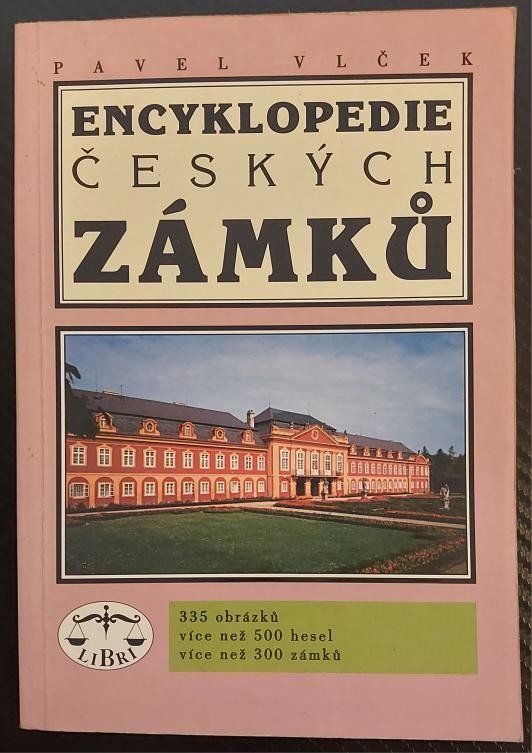 PAVEL VLČEK
ENCYKLOPEDIE
ČESKÝCH
ZÁMKŮ
LIBRI
335 obrázků
více než 500 hesel
více než 300 zámků